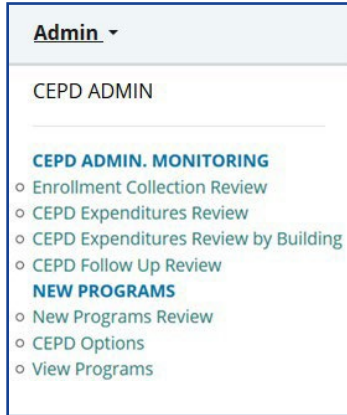 Admin
CEPD ADMIN
CEPD ADMIN. MONITORING
Enrollment Collection Review
CEPD Expenditures Review
CEPD Expenditures Review by Building
CEPD Follow Up Review
NEW PROGRAMS
New Programs Review
CEPD Options
View Programs